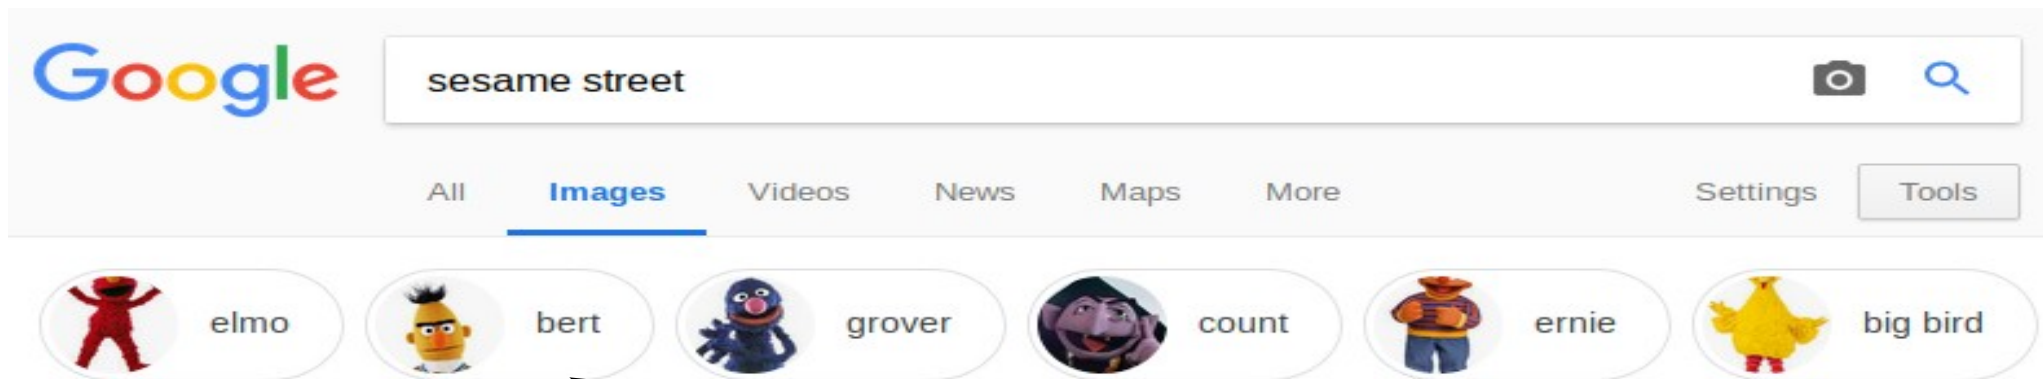 Google sesame street
All Images Videos News Maps More Settings Tools
elmo bert grover count ernie big bird